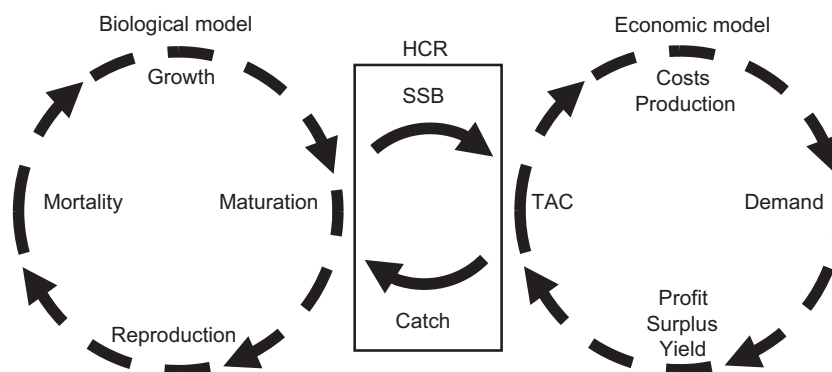 Biological model
Growth
Mortality
Maturation
Reproduction
HCR
SSB
Catch
Economic model
Costs
Production
TAC
Demand
Profit
Surplus
Yield